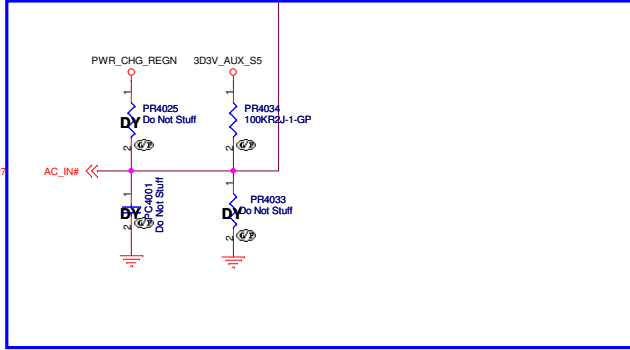 PWR_CHG_REGN 3D3V_AUX_S5
1 1
PR4025 PR4034
DY Do Not Stuff 100KR2J-1-GP
2 G/P 2 G/P
7 AC_IN#
1 1
PC4001
Do Not Stuff
DY
G/P
2
PR4033
DY Do Not Stuff
2 G/P